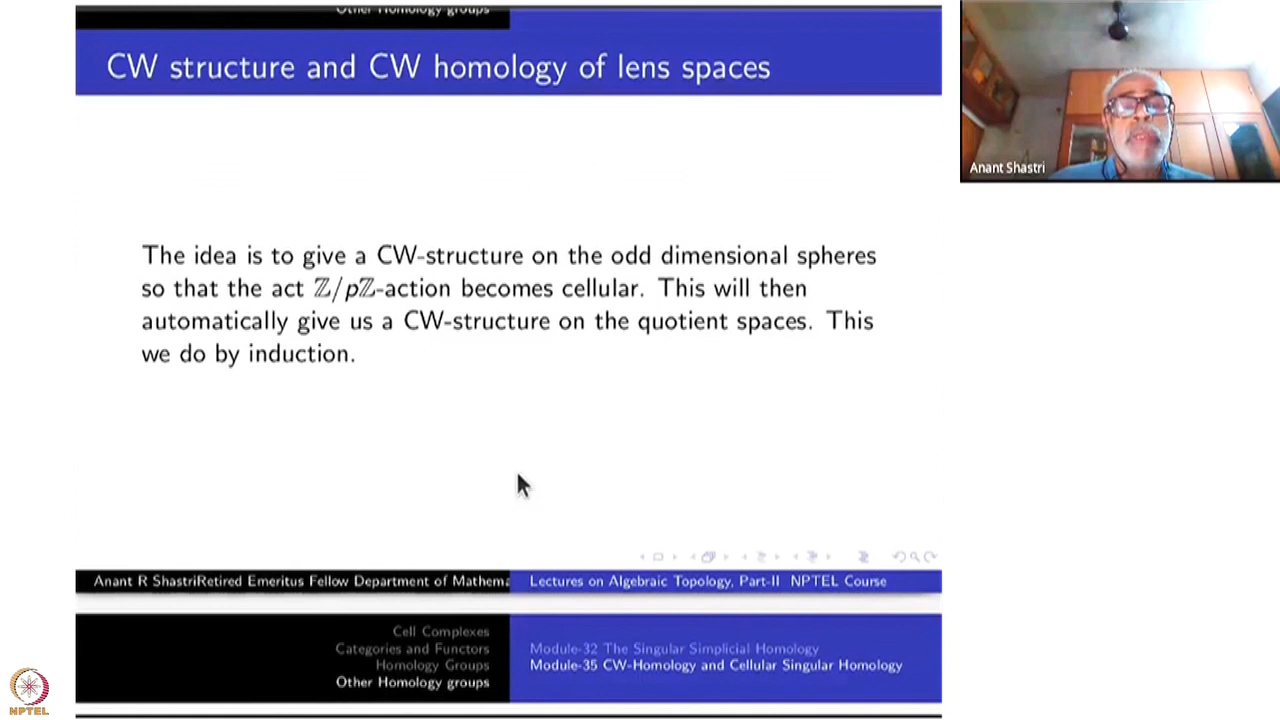 Other Homology groups
CW structure and CW homology of lens spaces
Anant Shastri
The idea is to give a CW-structure on the odd dimensional spheres
so that the act ℤ/pℤ-action becomes cellular. This will then
automatically give us a CW-structure on the quotient spaces. This
we do by induction.
Anant R ShastriRetired Emeritus Fellow Department of Mathema
Lectures on Algebraic Topology, Part-II NPTEL Course
Cell Complexes
Categories and Functors
Homology Groups
Other Homology groups
Module-32 The Singular Simplicial Homology
Module-35 CW-Homology and Cellular Singular Homology
NPTEL